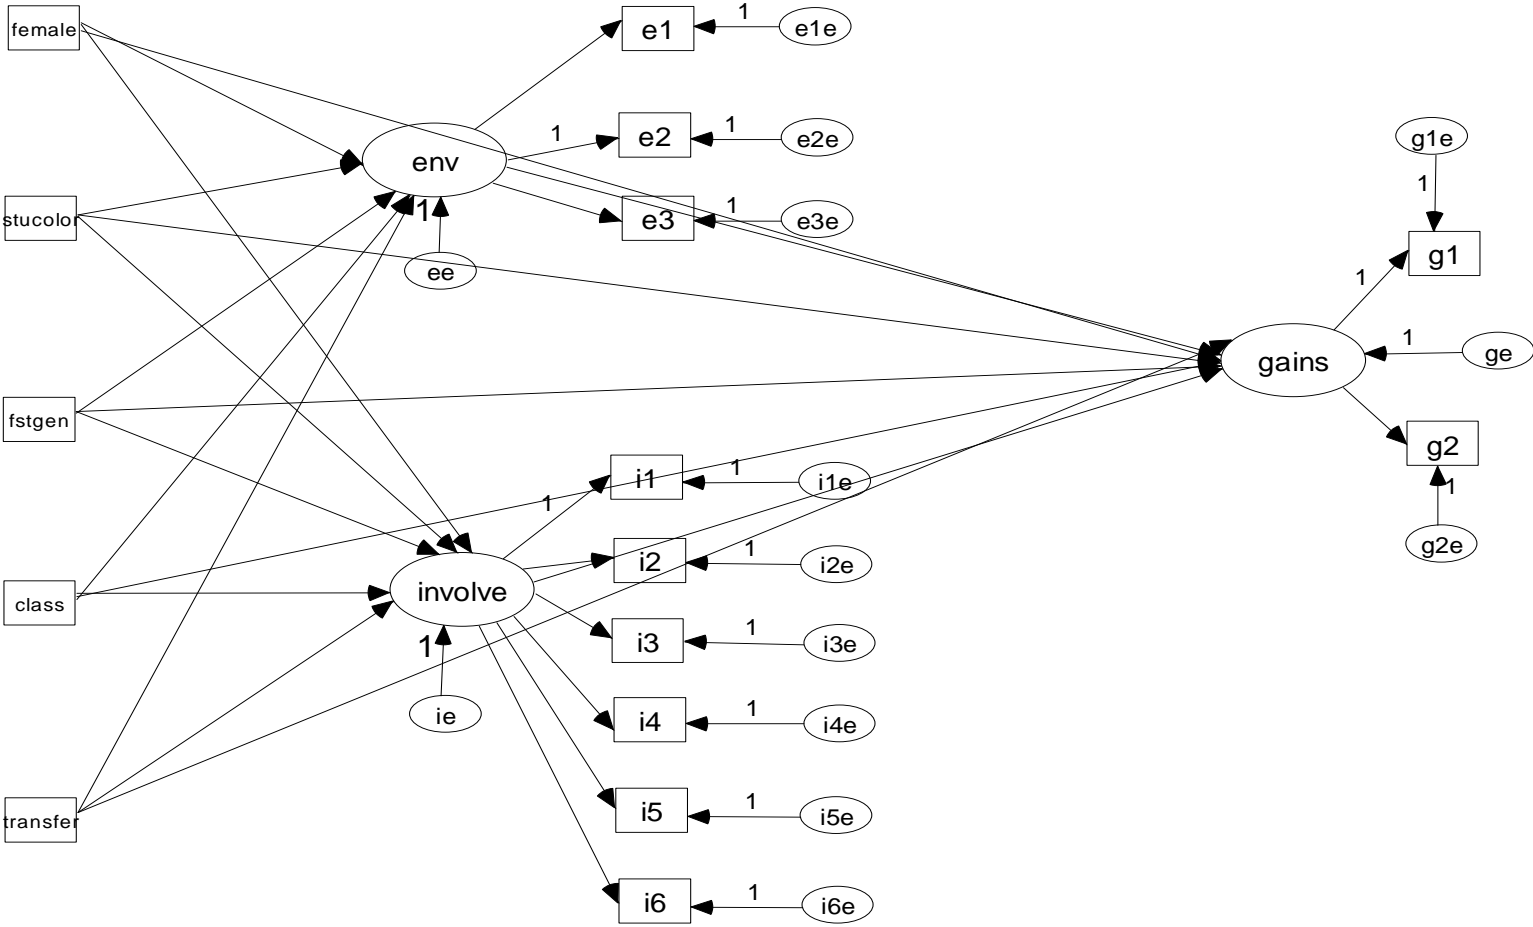 female
e1
1
e1e
env
1
e2
1
e2e
g1e
1
stucolor
1
e3
1
e3e
g1
ee
1
gains
1
ge
fstgen
g2
1
g2e
i1
1
i1e
1
i2
1
i2e
class
involve
1
i3
1
i3e
ie
i4
1
i4e
transfer
i5
1
i5e
i6
1
i6e